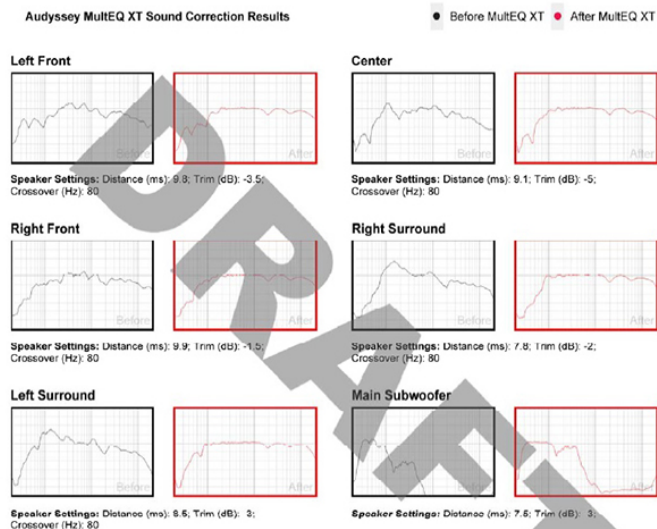 Audyssey MultEQ XT Sound Correction Results
Before MultEQ XT After MultEQ XT
Left Front
Before
After
Speaker Settings: Distance (ms): 9.8; Trim (dB): -3.5;
Crossover (Hz): 80
Center
Before
After
Speaker Settings: Distance (ms): 9.1; Trim (dB): -5;
Crossover (Hz): 80
Right Front
Before
After
Speaker Settings: Distance (ms): 9.9; Trim (dB): -1.5;
Crossover (Hz): 80
Right Surround
Before
After
Speaker Settings: Distance (ms): 7.8; Trim (dB): -2;
Crossover (Hz): 80
Left Surround
Before
After
Speaker Settings: Distance (ms): 8.5; Trim (dB): -3;
Crossover (Hz): 80
Main Subwoofer
Before
After
Speaker Settings: Distance (ms): 7.5; Trim (dB): -3;
DRAFT